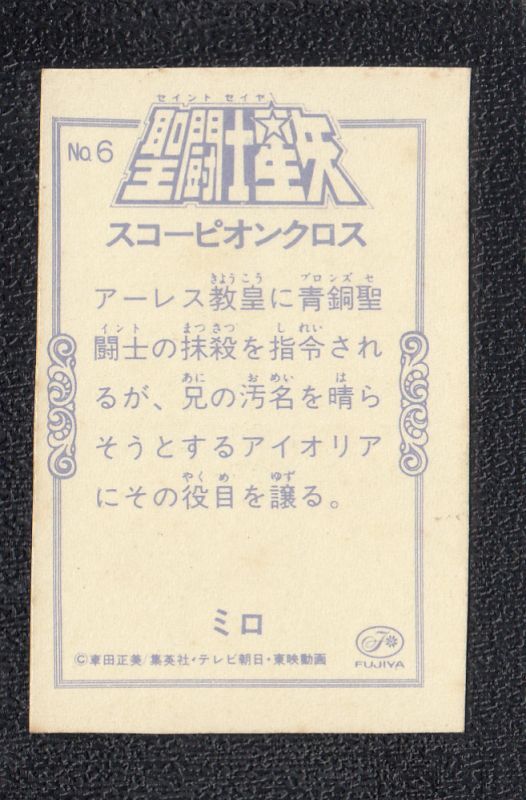 No.6
セイント セイヤ
聖闘士星矢
スコーピオンクロス
きようこう ブロンズ セ
アーレス教皇に青銅聖
イント まつ さつ し れい
闘士の抹殺を指令され
あに お めい は
るが、兄の汚名を晴ら
そうとするアイオリア
やく め ゆず
にその役目を譲る。
ミロ
©車田正美/集英社・テレビ朝日・東映動画
F
FUJIYA